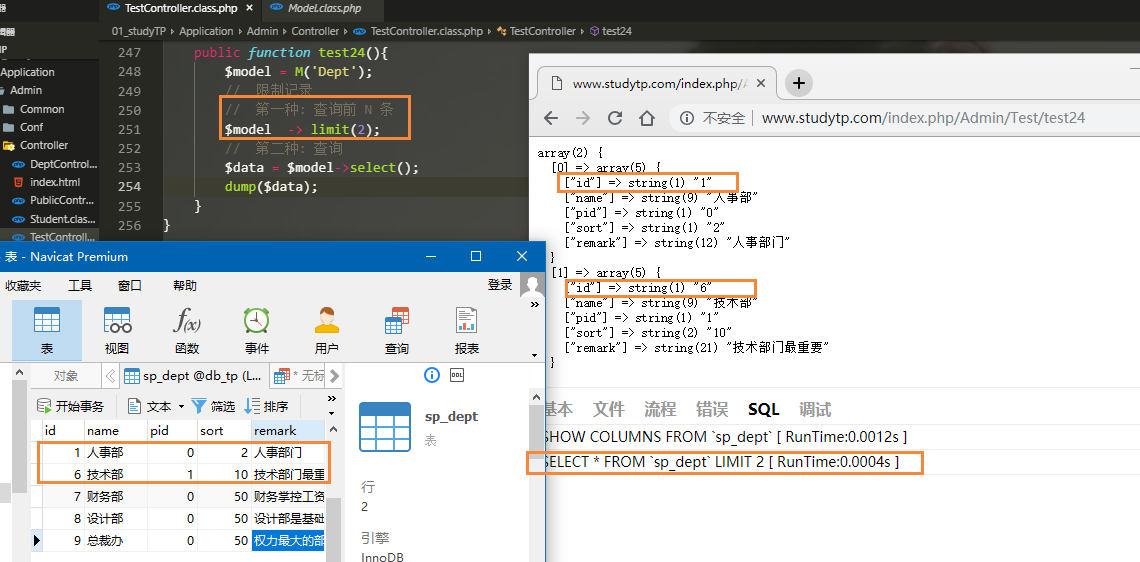 TestController.class.php ×
Model.class.php
01_studyTP > Application > Admin > Controller > TestController.class.php > TestController > test24
Application
Admin
Common
Conf
Controller
DeptControl...
index.html
PublicContr...
Student.clas...
TestControll...
247 public function test24(){
248 $model = M('Dept');
249 // 限制记录
250 // 第一种: 查询前 N 条
251 $model -> limit(2);
252 // 第二种: 查询
253 $data = $model->select();
254 dump($data);
255 }
256 }
www.studytp.com/index.php/A ×
不安全 | www.studytp.com/index.php/Admin/Test/test24
array(2) {
[0] => array(5) {
["id"] => string(1) "1"
["name"] => string(9) "人事部"
["pid"] => string(1) "0"
["sort"] => string(1) "2"
["remark"] => string(12) "人事部门"
}
[1] => array(5) {
["id"] => string(1) "6"
["name"] => string(9) "技术部"
["pid"] => string(1) "1"
["sort"] => string(2) "10"
["remark"] => string(21) "技术部门最重要"
}
基本 文件 流程 错误 SQL 调试
SHOW COLUMNS FROM `sp_dept` [ RunTime:0.0012s ]
SELECT * FROM `sp_dept` LIMIT 2 [ RunTime:0.0004s ]
表 - Navicat Premium
收藏夹 工具 窗口 帮助 登录
表 视图 函数 事件 用户 查询 报表
对象 sp_dept @db_tp (L... * 无标
开始事务 文本 筛选 排序
id name pid sort remark
1 人事部 0 2 人事部门
6 技术部 1 10 技术部门最重
7 财务部 0 50 财务掌控工资
8 设计部 0 50 设计部是基础
9 总裁办 0 50 权力最大的部
DDL
sp_dept
表
行
2
引擎
InnoDB